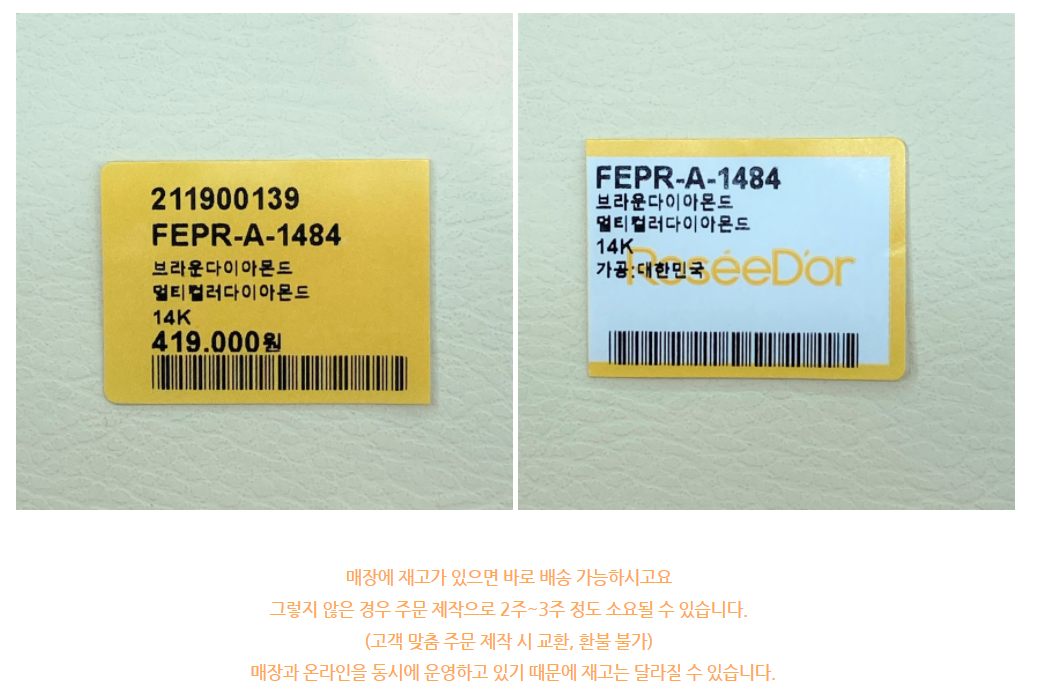 211900139
FEPR-A-1484
브라운다이아몬드
멀티컬러다이아몬드
14K
419.000원
FEPR-A-1484
브라운다이아몬드
멀티컬러다이아몬드
14K
가공:대한민국
RoséeD'or
매장에 재고가 있으면 바로 배송 가능하시고요
그렇지 않은 경우 주문 제작으로 2주~3주 정도 소요될 수 있습니다.
(고객 맞춤 주문 제작 시 교환, 환불 불가)
매장과 온라인을 동시에 운영하고 있기 때문에 재고는 달라질 수 있습니다.